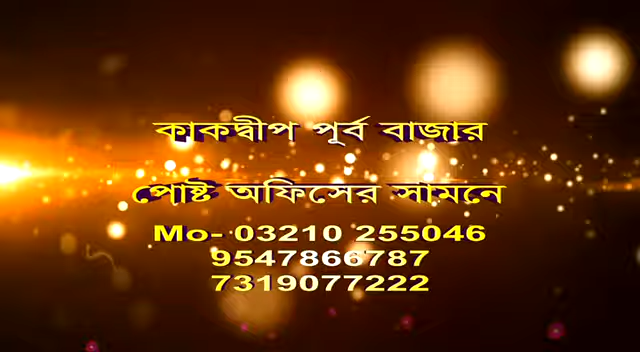 কাকদ্বীপ পূর্ব বাজার
পোষ্ট অফিসের সামনে
Mo- 03210 255046
9547866787
7319077222